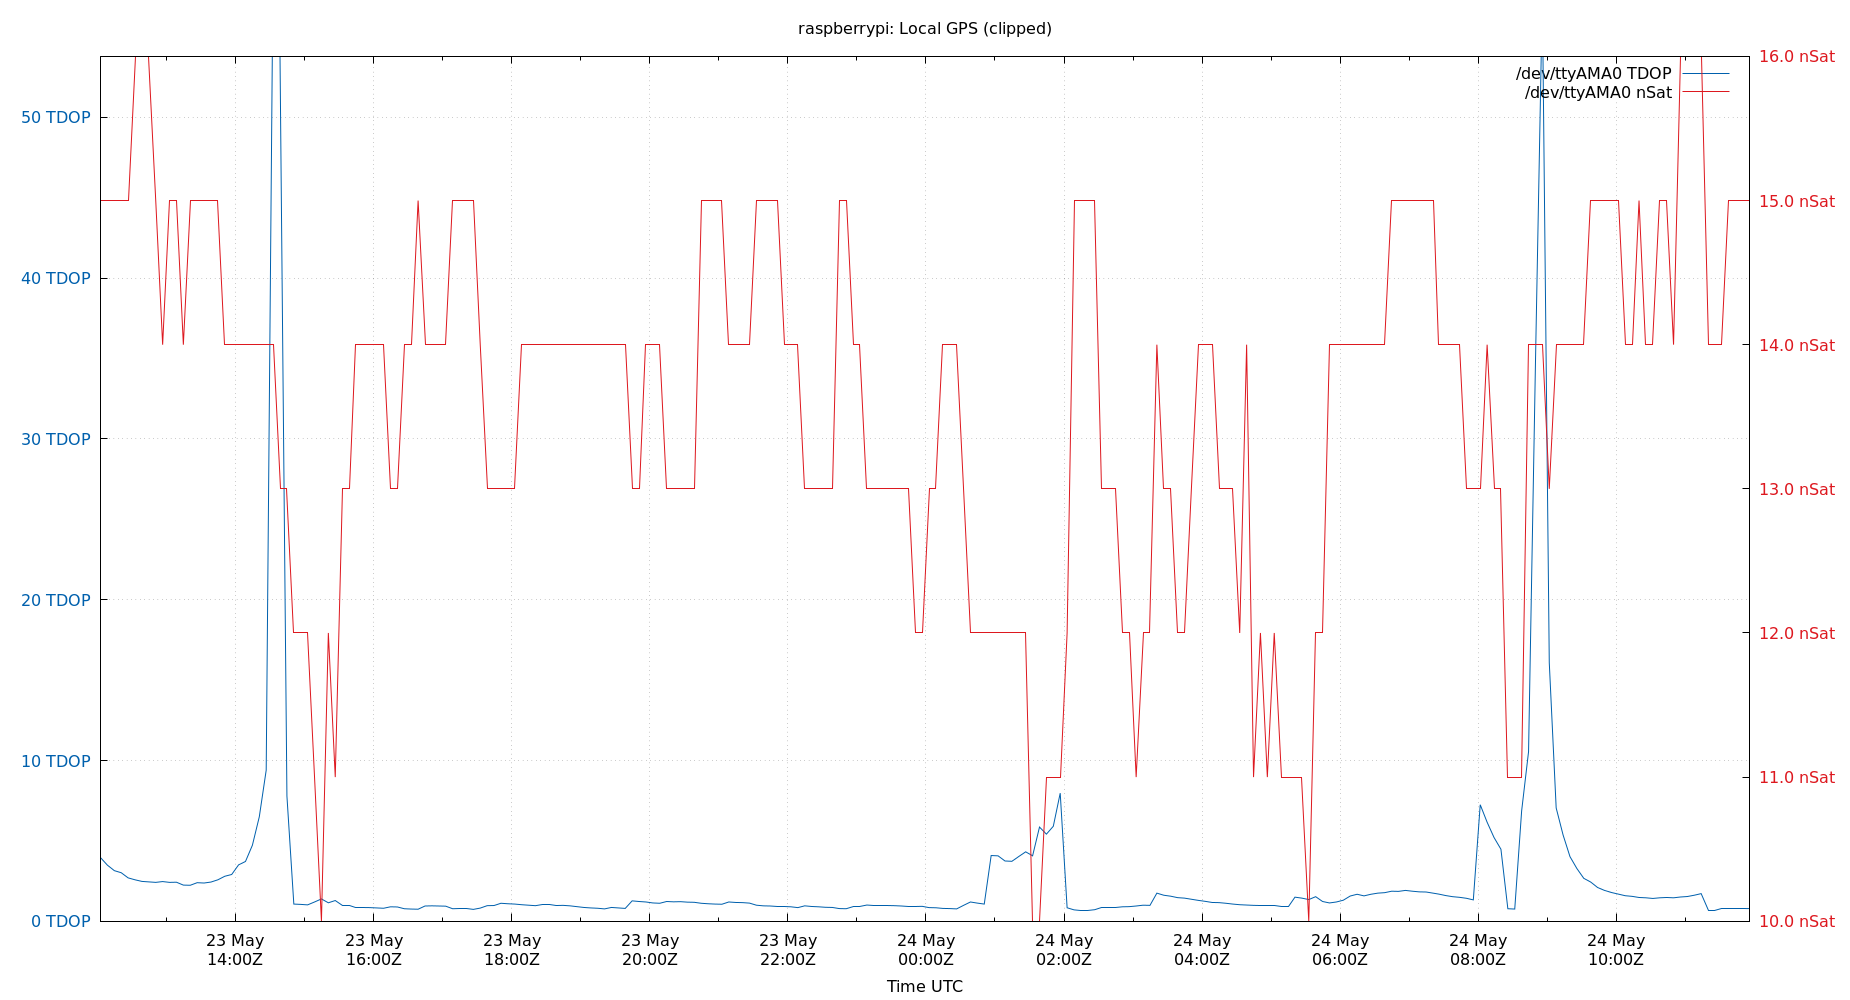 raspberrypi: Local GPS (clipped)
/dev/ttyAMA0 TDOP
/dev/ttyAMA0 nSat
50 TDOP
40 TDOP
30 TDOP
20 TDOP
10 TDOP
0 TDOP
16.0 nSat
15.0 nSat
14.0 nSat
13.0 nSat
12.0 nSat
11.0 nSat
10.0 nSat
23 May
14:00Z
23 May
16:00Z
23 May
18:00Z
23 May
20:00Z
23 May
22:00Z
24 May
00:00Z
24 May
02:00Z
24 May
04:00Z
24 May
06:00Z
24 May
08:00Z
24 May
10:00Z
Time UTC